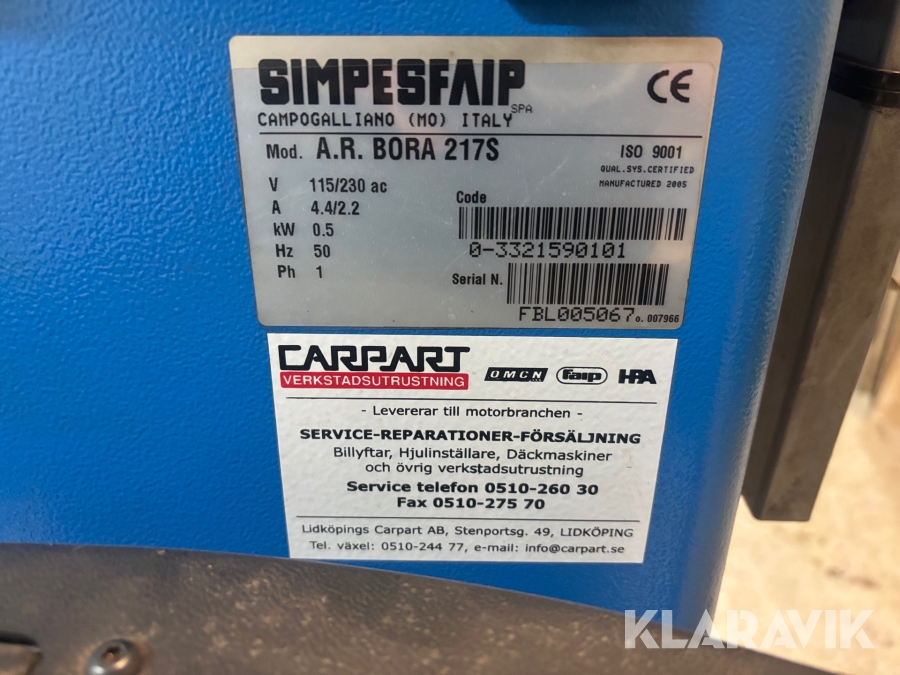 SIMPESFAIP SPA
CAMPOGALLIANO (MO) ITALY
CE
Mod. A.R. BORA 217S
ISO 9001
QUAL.SYS.CERTIFIED
MANUFACTURED 2005
V 115/230 ac
A 4.4/2.2
kW 0.5
Hz 50
Ph 1
Code
0-3321590101
Serial N.
FBL005067 o. 007966
CARPART
VERKSTADSUTRUSTNING
OMCN faip HPA
- Levererar till motorbranchen -
SERVICE-REPARATIONER-FÖRSÄLJNING
Billyftar, Hjulinställare, Däckmaskiner
och övrig verkstadsutrustning
Service telefon 0510-260 30
Fax 0510-275 70
Lidköpings Carpart AB, Stenportsg. 49, LIDKÖPING
Tel. växel: 0510-244 77, e-mail: info@carpart.se
KLARAVIK